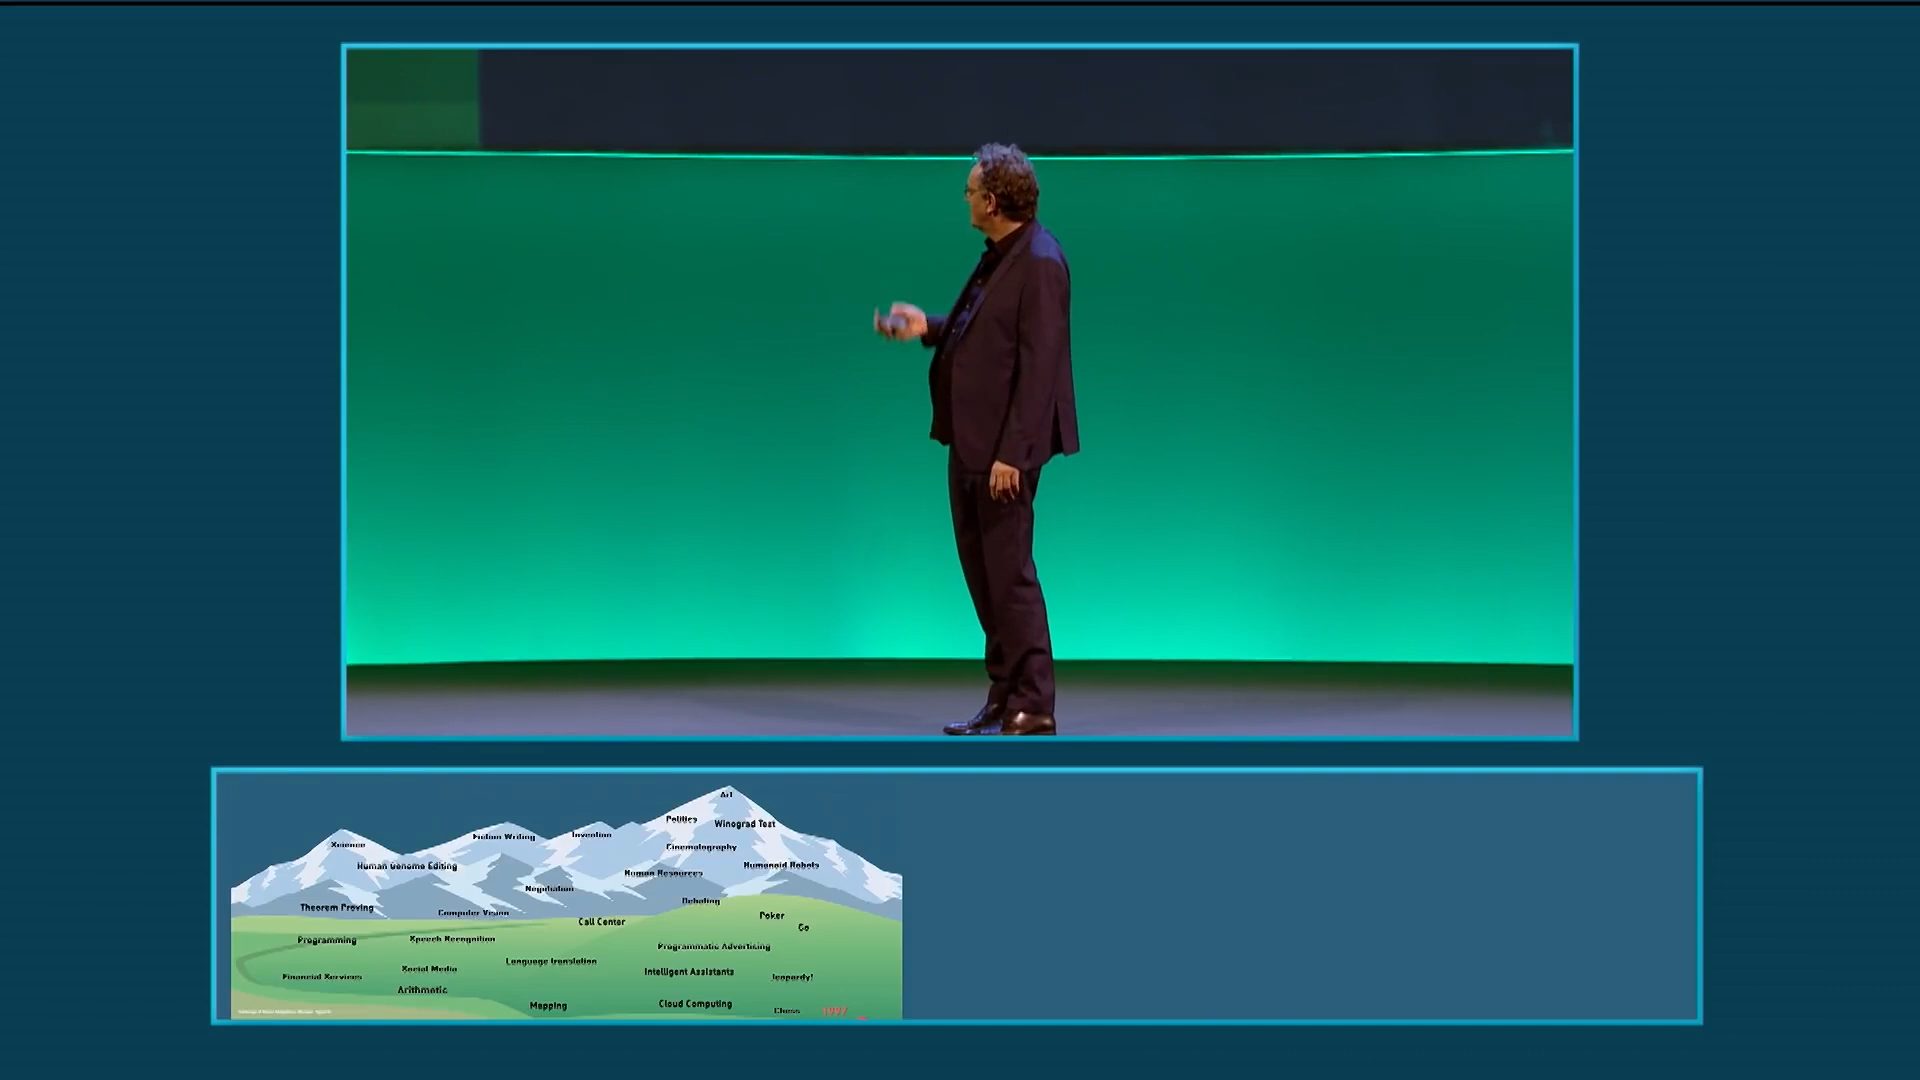 Art
Politics
Winograd Test
Science
Fiction Writing
Invention
Cinematography
Human Genome Editing
Human Resources
Humanoid Robots
Negotiation
Debating
Theorem Proving
Computer Vision
Call Center
Poker
Go
Programming
Speech Recognition
Programmatic Advertising
Language translation
Financial Services
Social Media
Intelligent Assistants
Jeopardy!
Arithmetic
Mapping
Cloud Computing
Chess
1997